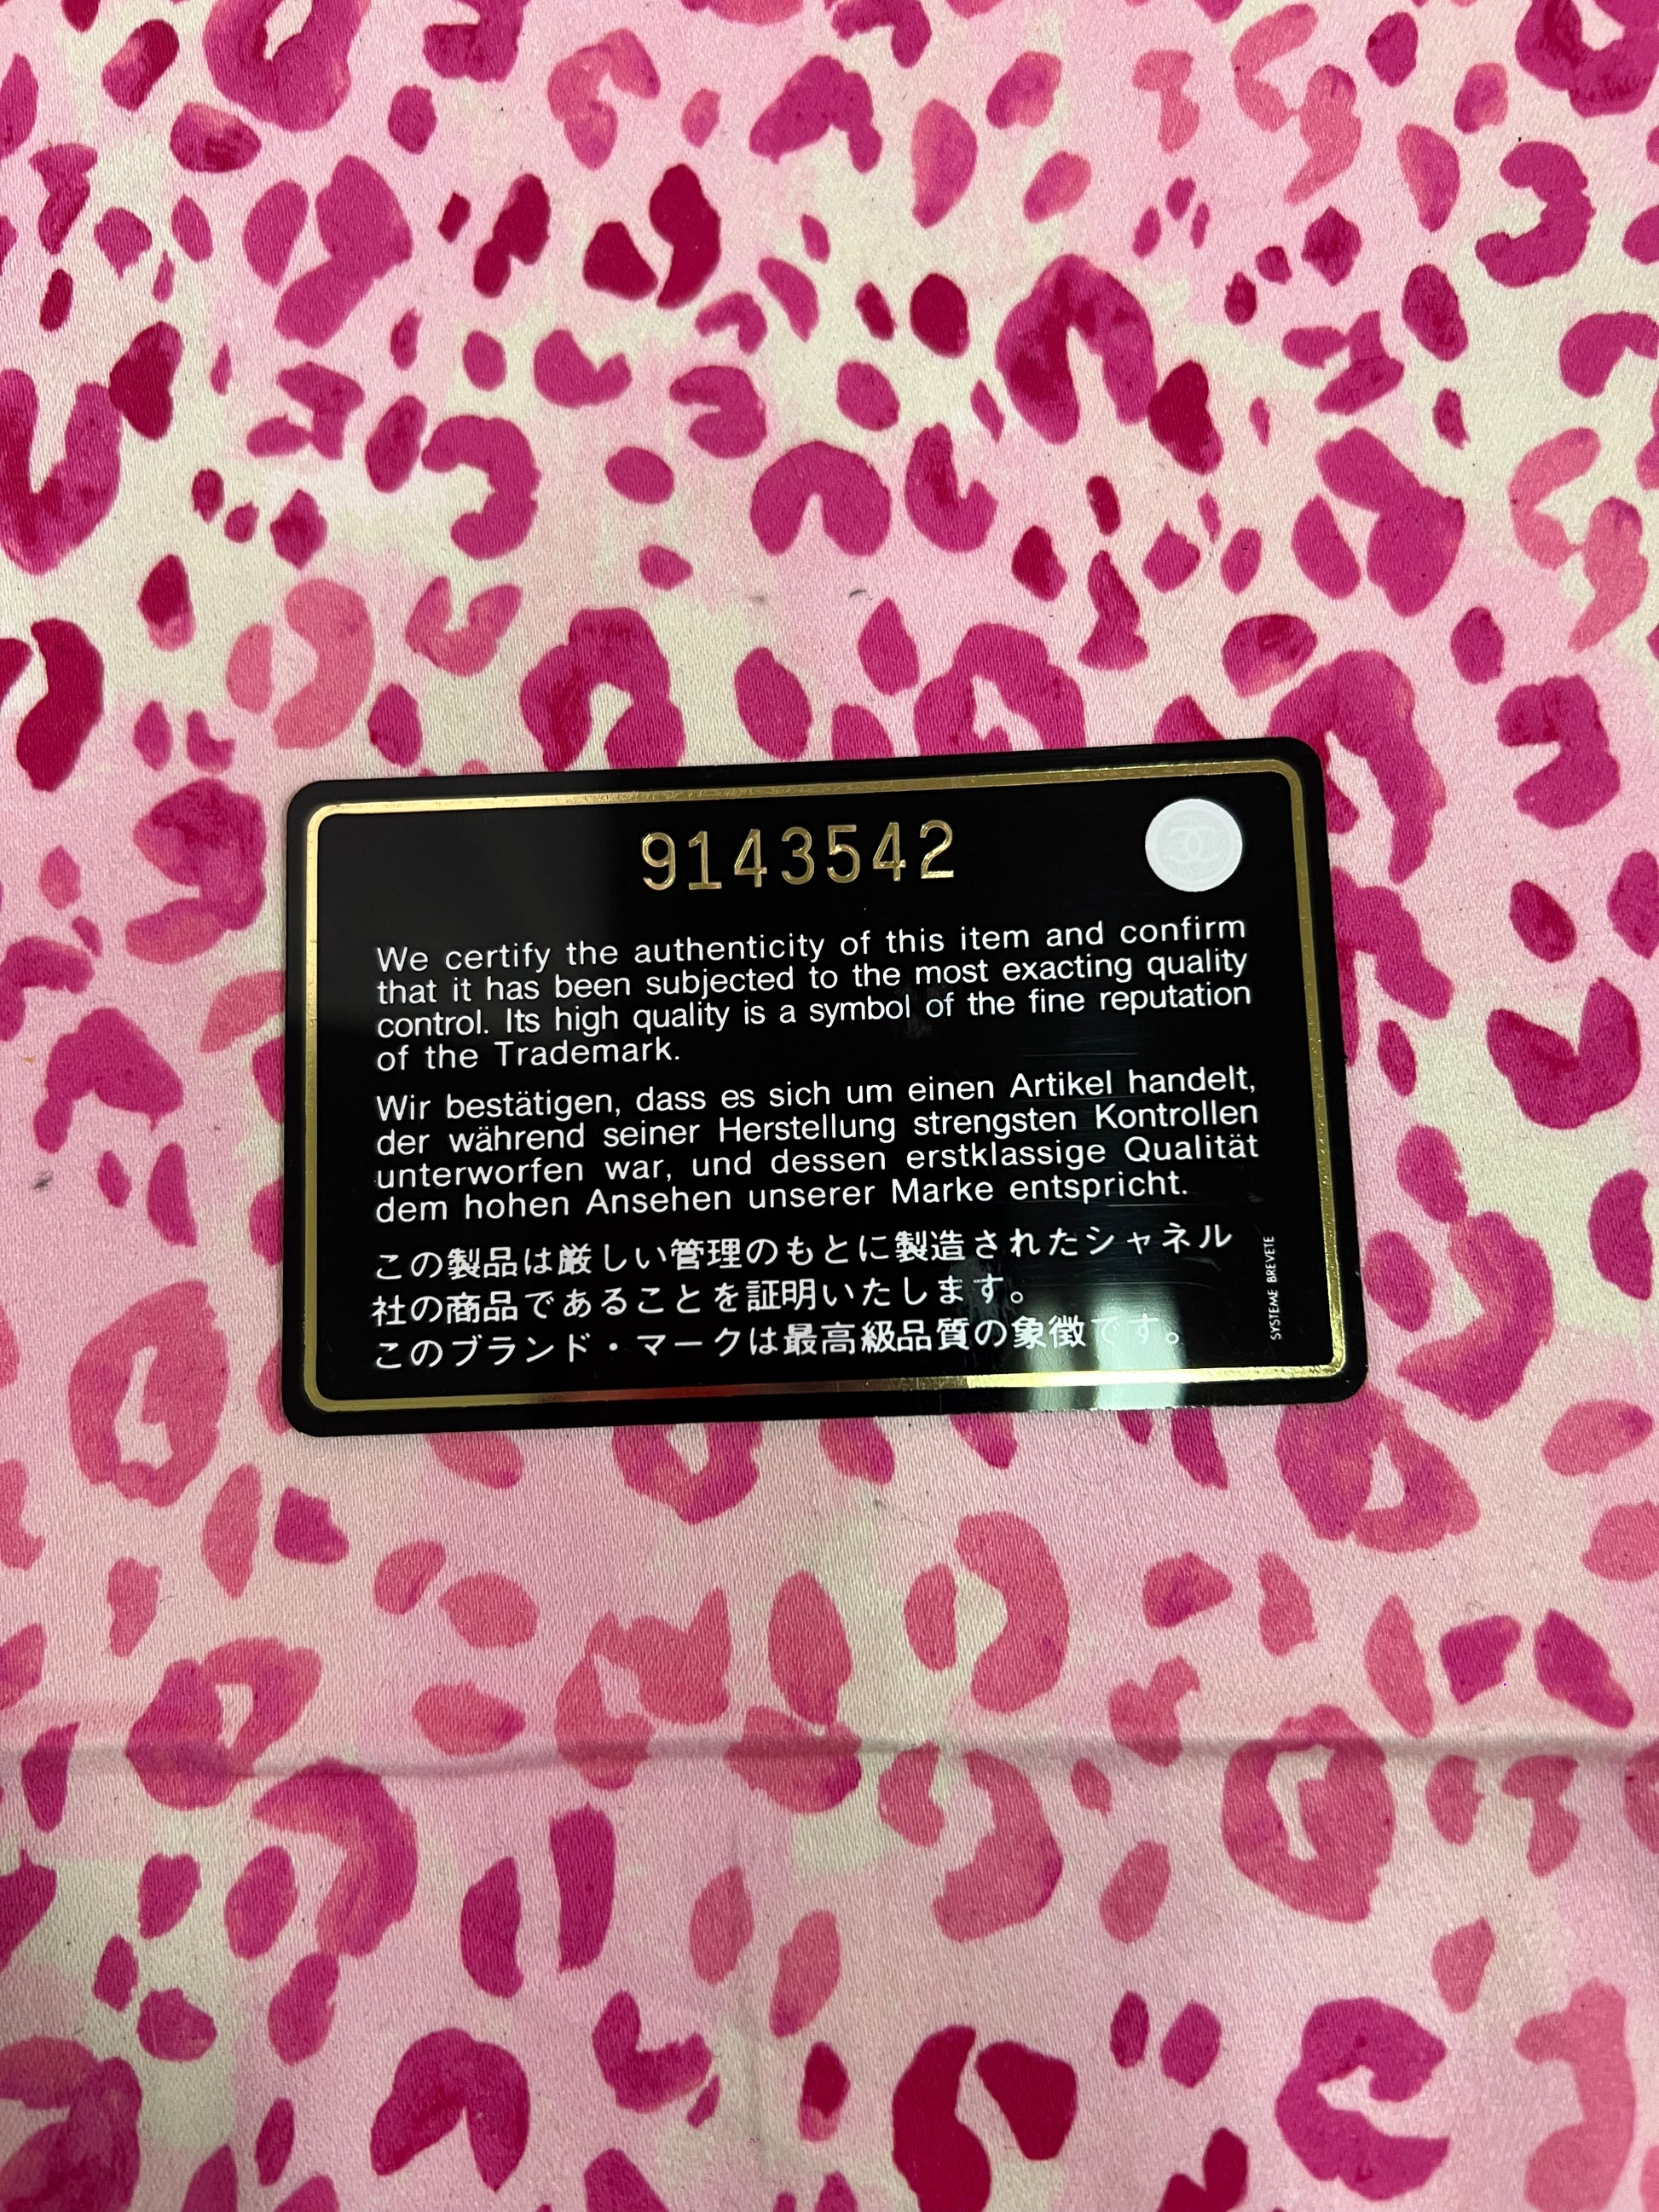 9143542
We certify the authenticity of this item and confirm
that it has been subjected to the most exacting quality
control. Its high quality is a symbol of the fine reputation
of the Trademark.
Wir bestätigen, dass es sich um einen Artikel handelt,
der während seiner Herstellung strengsten Kontrollen
unterworfen war, und dessen erstklassige Qualität
dem hohen Ansehen unserer Marke entspricht.
この製品は厳しい管理のもとに製造されたシャネル
社の商品であることを証明いたします。
このブランド・マークは最高級品質の象徴です。
SYSTEME BREVETE